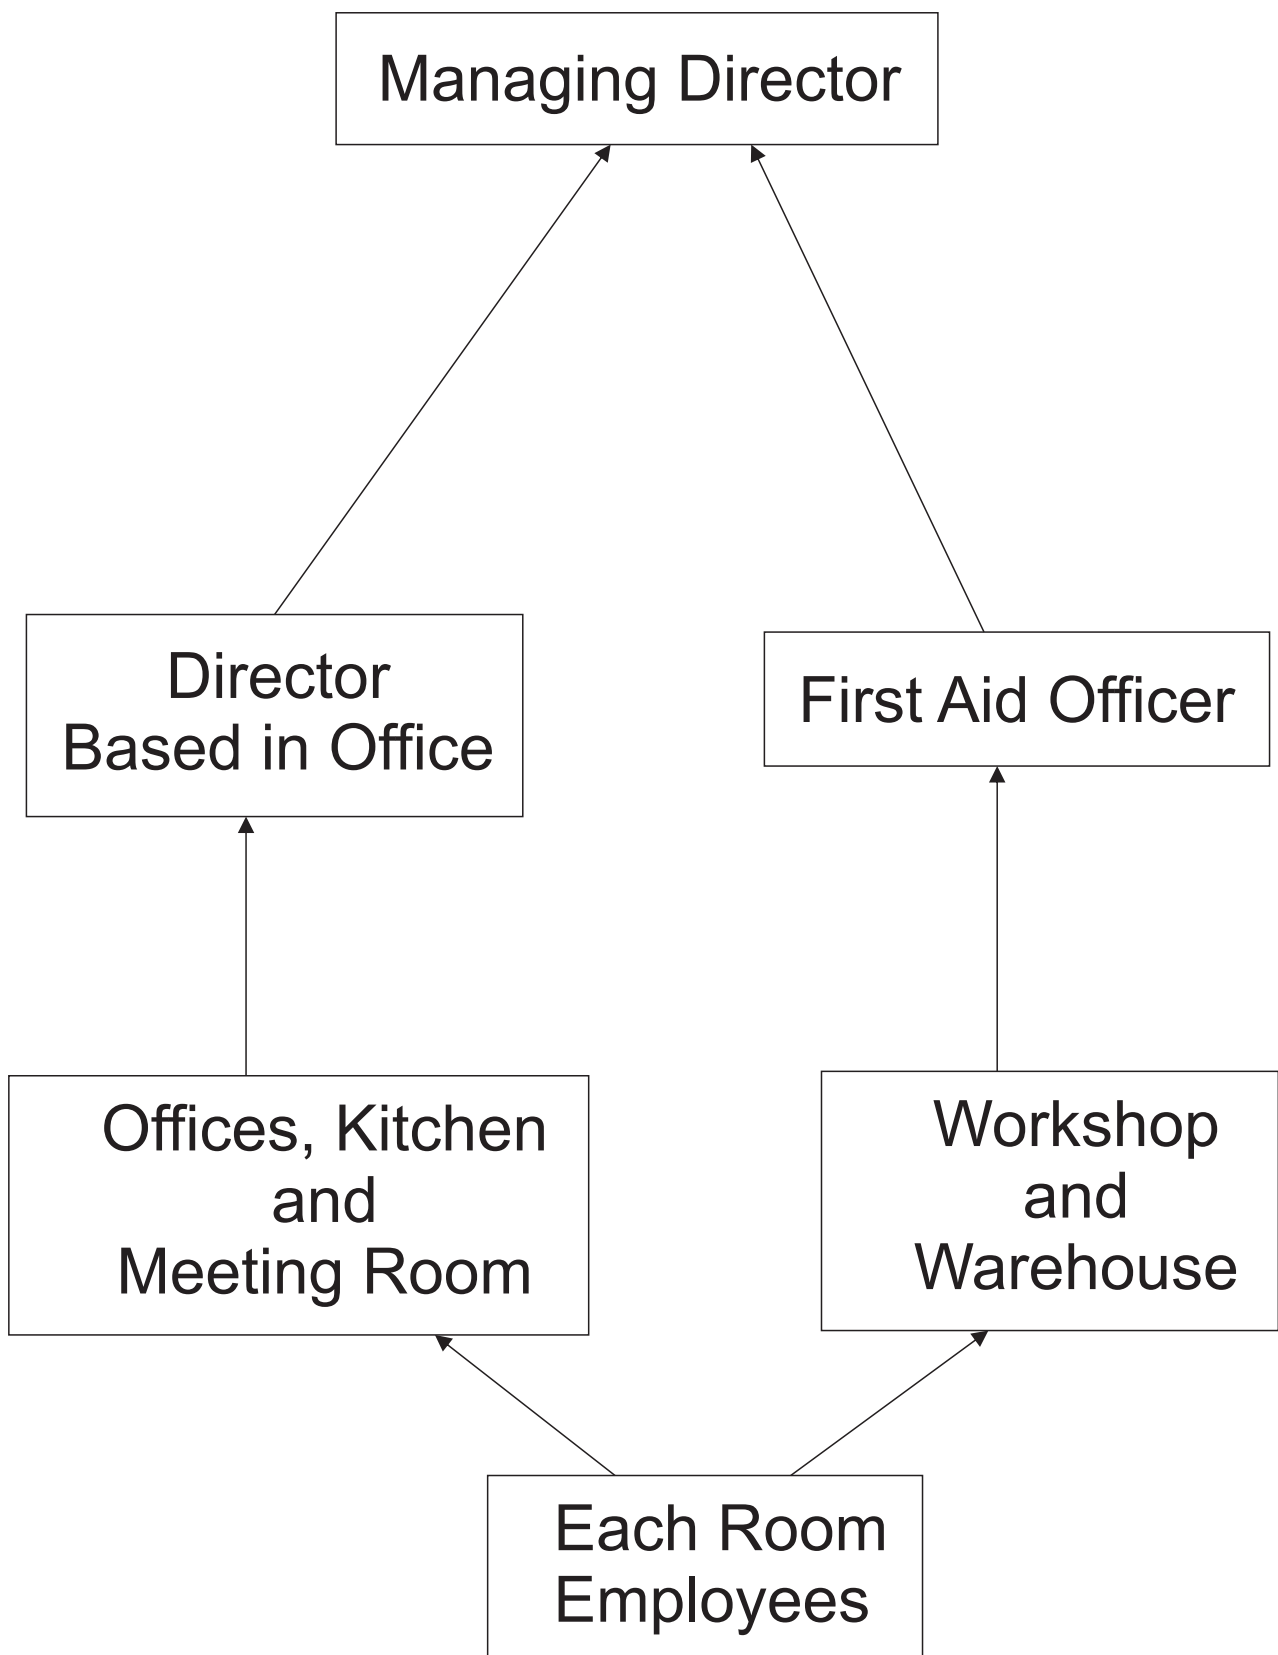 Managing Director
Director
Based in Office
First Aid Officer
Offices, Kitchen
and
Meeting Room
Workshop
and
Warehouse
Each Room
Employees